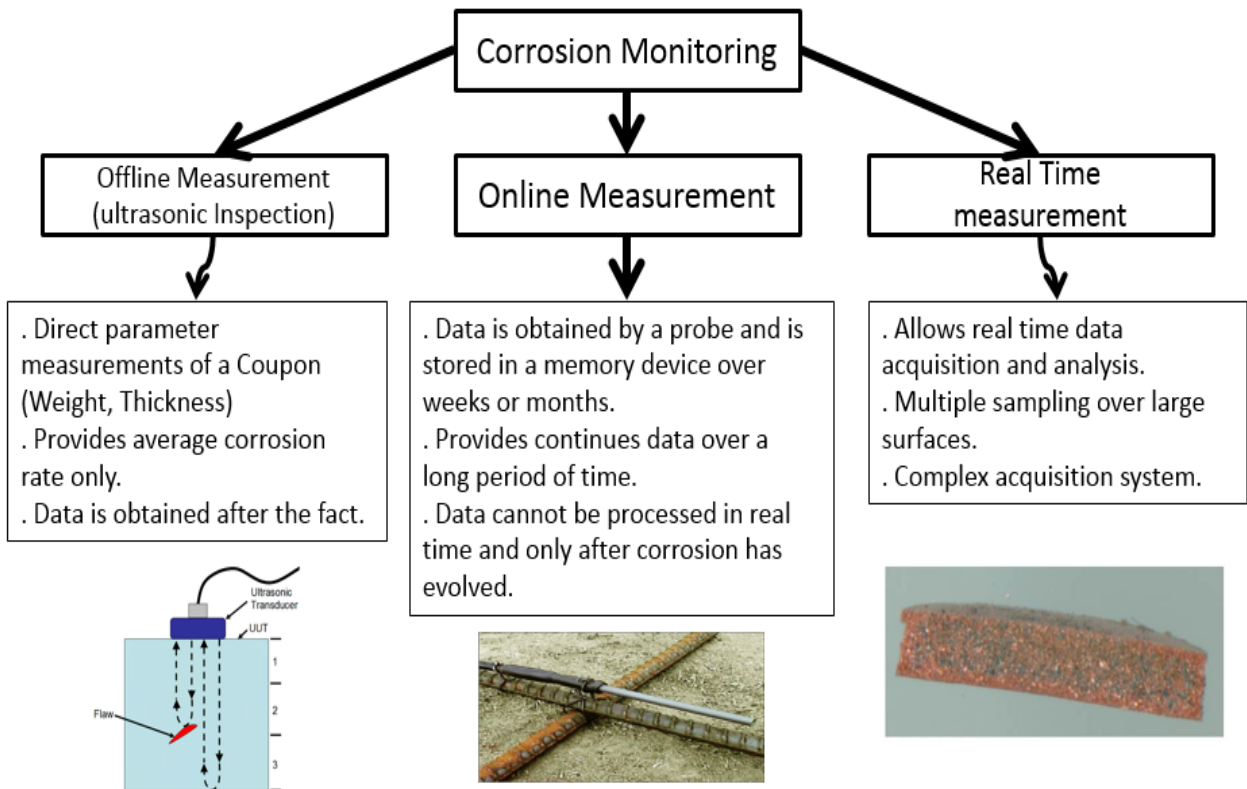 Corrosion Monitoring
Offline Measurement
(ultrasonic Inspection)
Online Measurement
Real Time
measurement
. Direct parameter
measurements of a Coupon
(Weight, Thickness)
. Provides average corrosion
rate only.
. Data is obtained after the fact.
. Data is obtained by a probe and is
stored in a memory device over
weeks or months.
. Provides continues data over a
long period of time.
. Data cannot be processed in real
time and only after corrosion has
evolved.
. Allows real time data
acquisition and analysis.
. Multiple sampling over large
surfaces.
. Complex acquisition system.
Ultrasonic
Transducer
UUT
1
2
Flaw
3